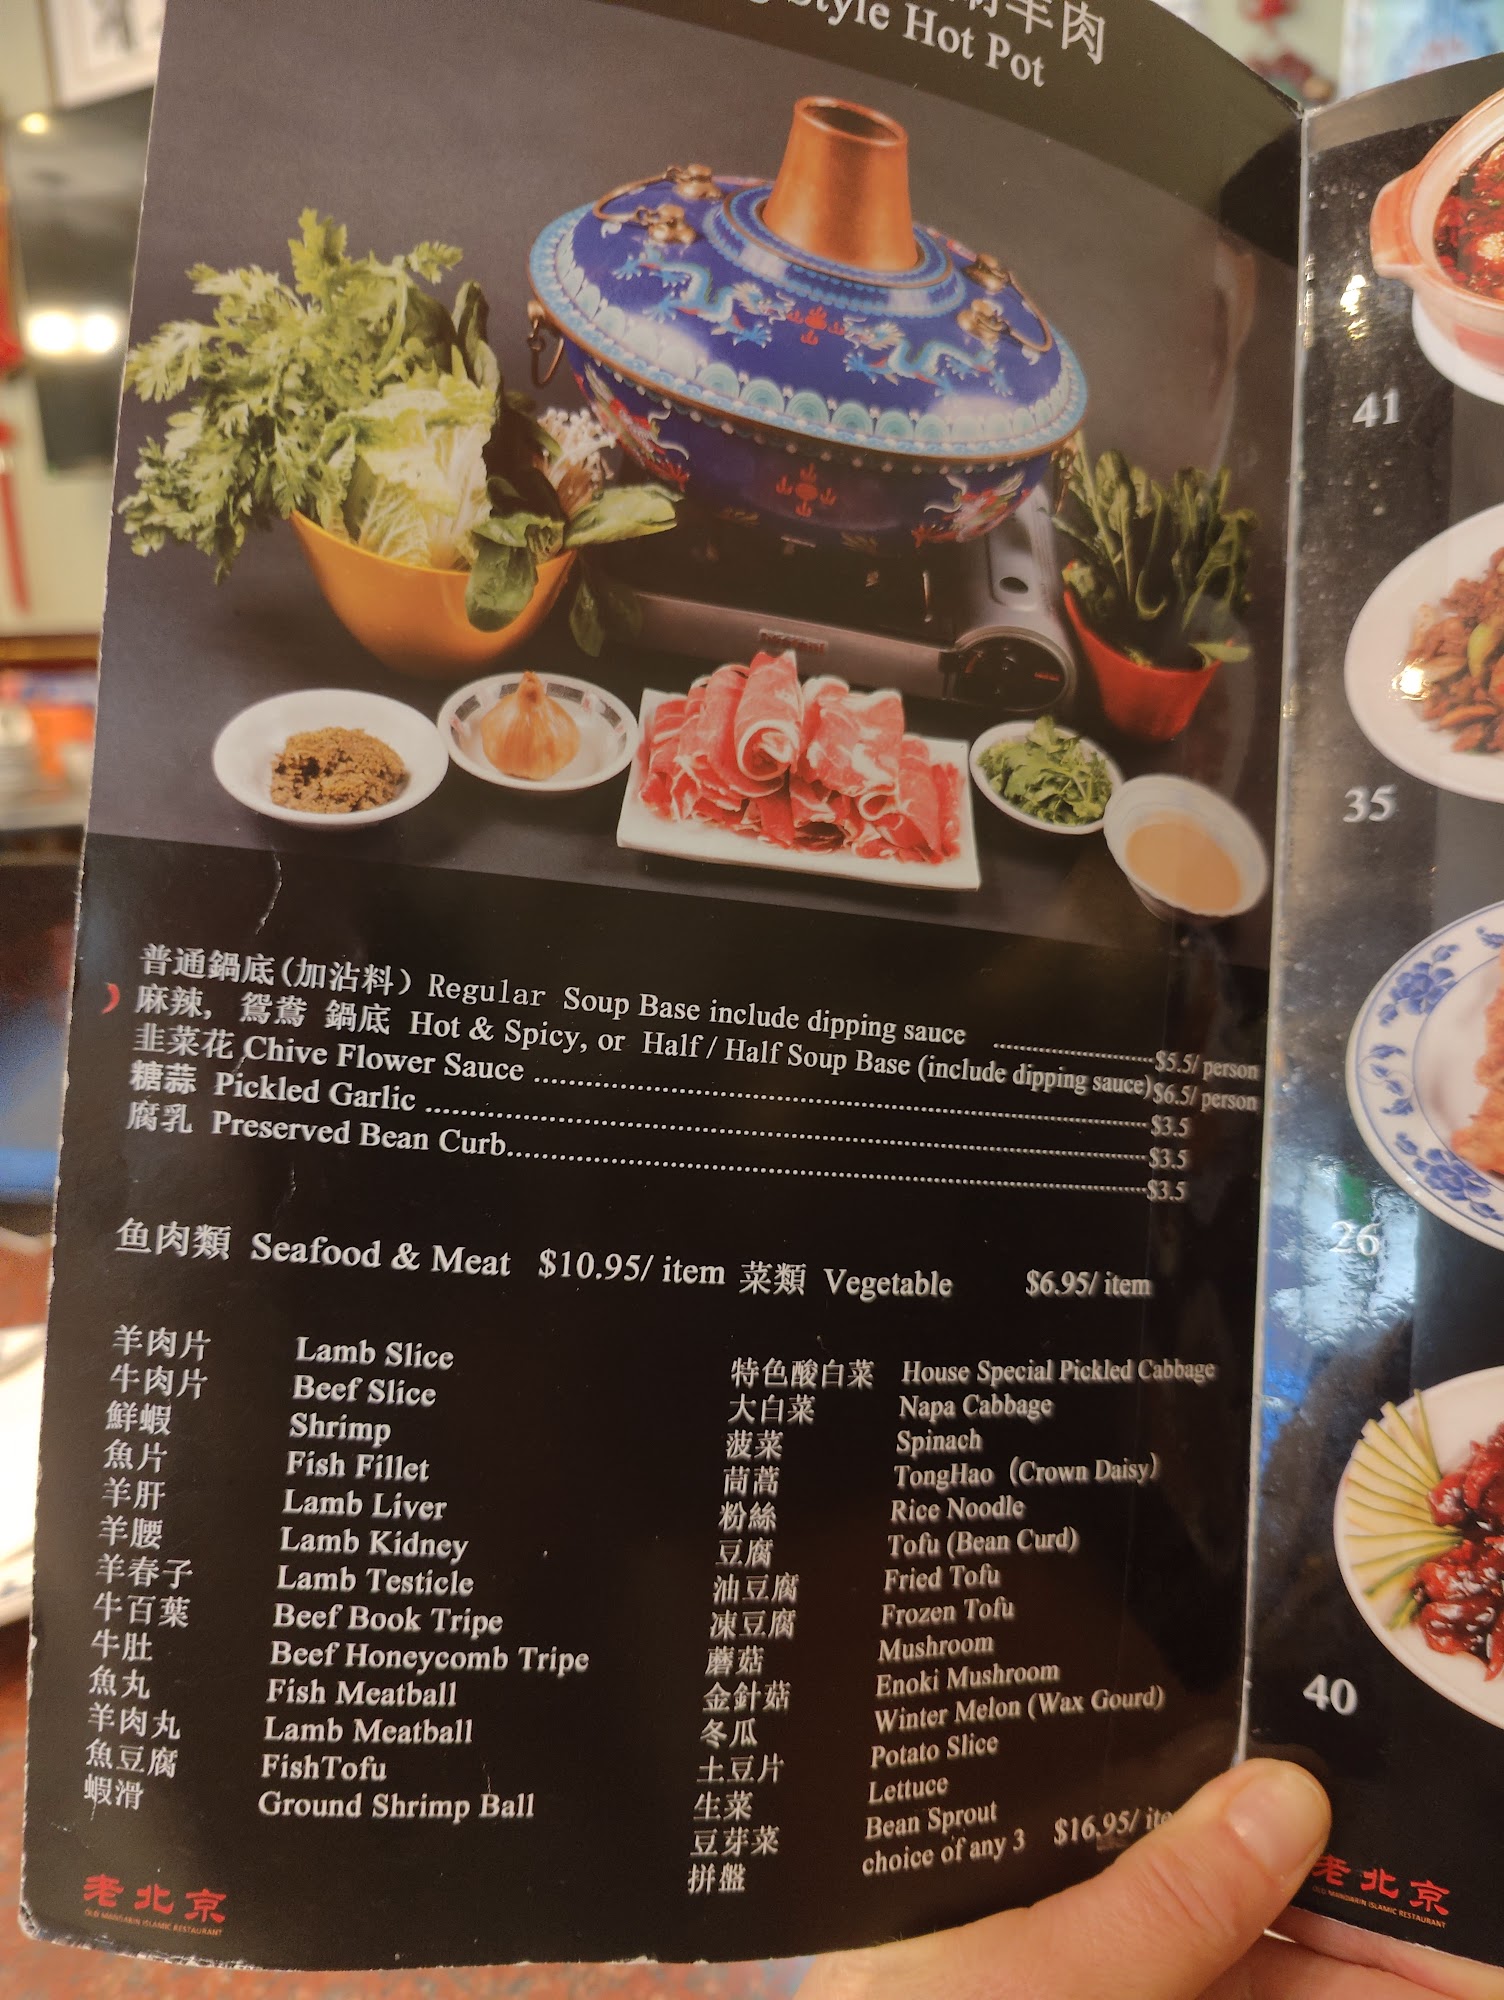 羊肉
Style Hot Pot
41
35
26
40
普通鍋底(加沾料) Regular Soup Base include dipping sauce ........ $5.5/ person
麻辣, 鴛鴦 鍋底 Hot & Spicy, or Half / Half Soup Base (include dipping sauce) $6.5/ person
韭菜花 Chive Flower Sauce ........ $3.5
糖蒜 Pickled Garlic ........ $3.5
腐乳 Preserved Bean Curb........ $3.5
鱼肉類 Seafood & Meat $10.95/ item
羊肉片 Lamb Slice
牛肉片 Beef Slice
鮮蝦 Shrimp
魚片 Fish Fillet
羊肝 Lamb Liver
羊腰 Lamb Kidney
羊春子 Lamb Testicle
牛百葉 Beef Book Tripe
牛肚 Beef Honeycomb Tripe
魚丸 Fish Meatball
羊肉丸 Lamb Meatball
魚豆腐 FishTofu
蝦滑 Ground Shrimp Ball
菜類 Vegetable $6.95/ item
特色酸白菜 House Special Pickled Cabbage
大白菜 Napa Cabbage
菠菜 Spinach
茼蒿 TongHao (Crown Daisy)
粉絲 Rice Noodle
豆腐 Tofu (Bean Curd)
油豆腐 Fried Tofu
凍豆腐 Frozen Tofu
蘑菇 Mushroom
金針菇 Enoki Mushroom
冬瓜 Winter Melon (Wax Gourd)
土豆片 Potato Slice
生菜 Lettuce
豆芽菜 Bean Sprout
拼盤 choice of any 3 $16.95/
老北京
OLD MANDARIN ISLAMIC RESTAURANT
老北京
OLD MANDARIN ISLAMIC RESTAURANT